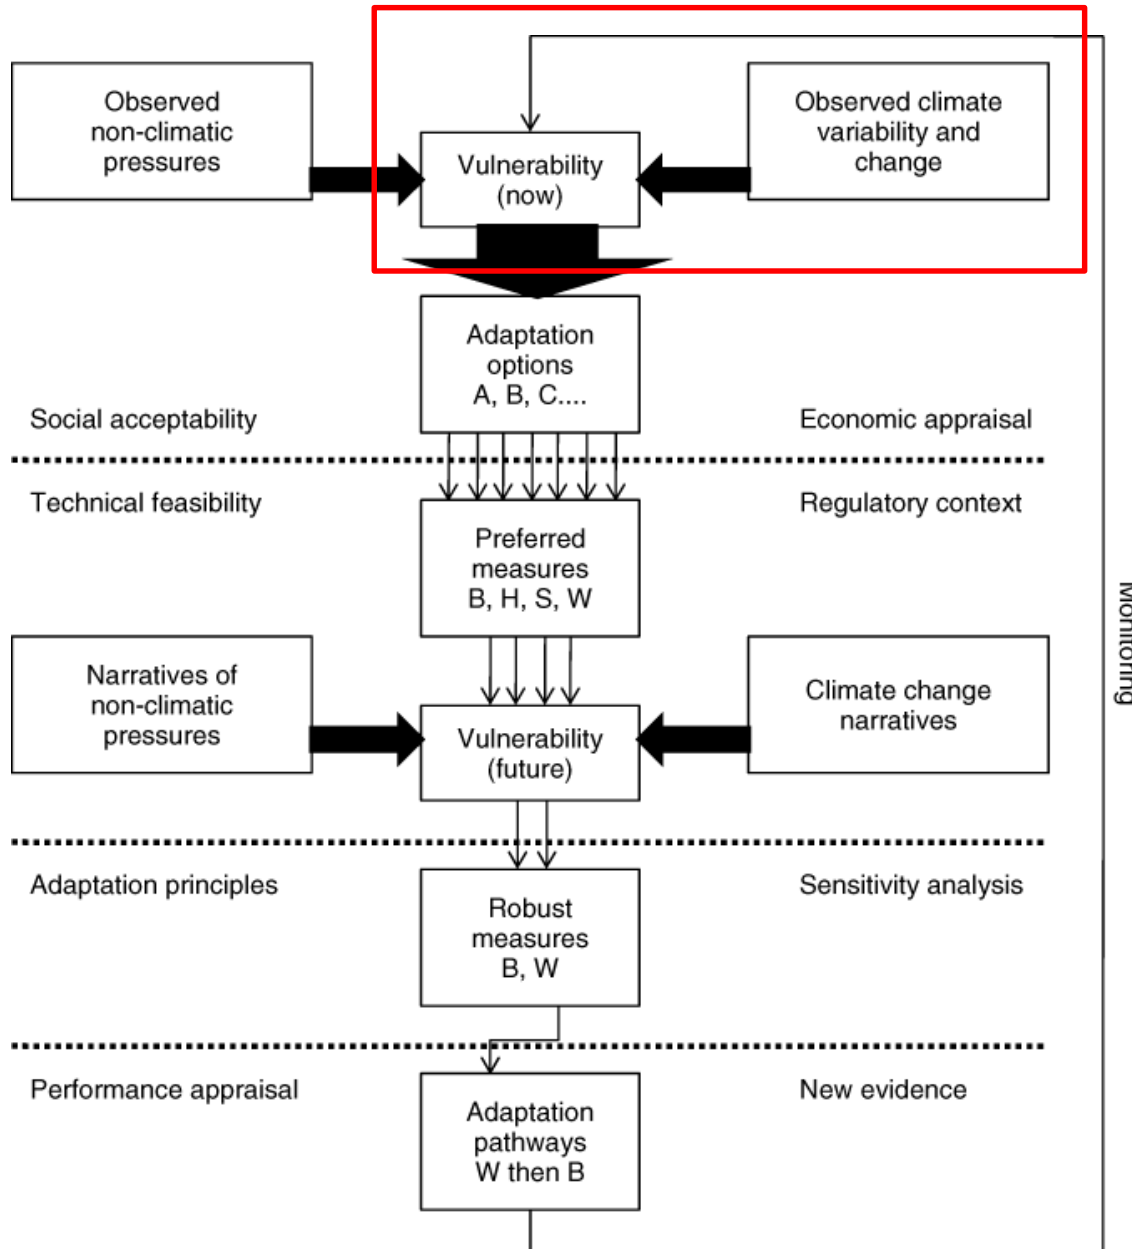 Observed
non-climatic
pressures
Observed climate
variability and
change
Vulnerability
(now)
Adaptation
options
A, B, C....
Social acceptability
Economic appraisal
Technical feasibility
Regulatory context
Preferred
measures
B, H, S, W
Monitoring
Narratives of
non-climatic
pressures
Climate change
narratives
Vulnerability
(future)
Adaptation principles
Sensitivity analysis
Robust
measures
B, W
Performance appraisal
New evidence
Adaptation
pathways
W then B